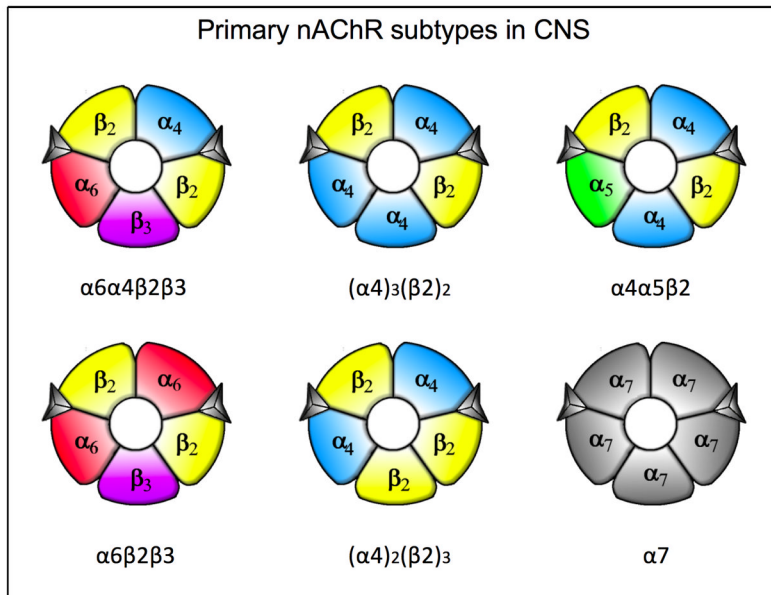 Primary nAChR subtypes in CNS
β₂ α₄
α₆ β₂
β₃
α6α4β2β3
β₂ α₄
α₄ β₂
α₄
(α4)₃(β2)₂
β₂ α₄
α₅ β₂
α₄
α4α5β2
β₂ α₆
α₆ β₂
β₃
α6β2β3
β₂ α₄
α₄ β₂
β₂
(α4)₂(β2)₃
α₇ α₇
α₇ α₇
α₇
α7